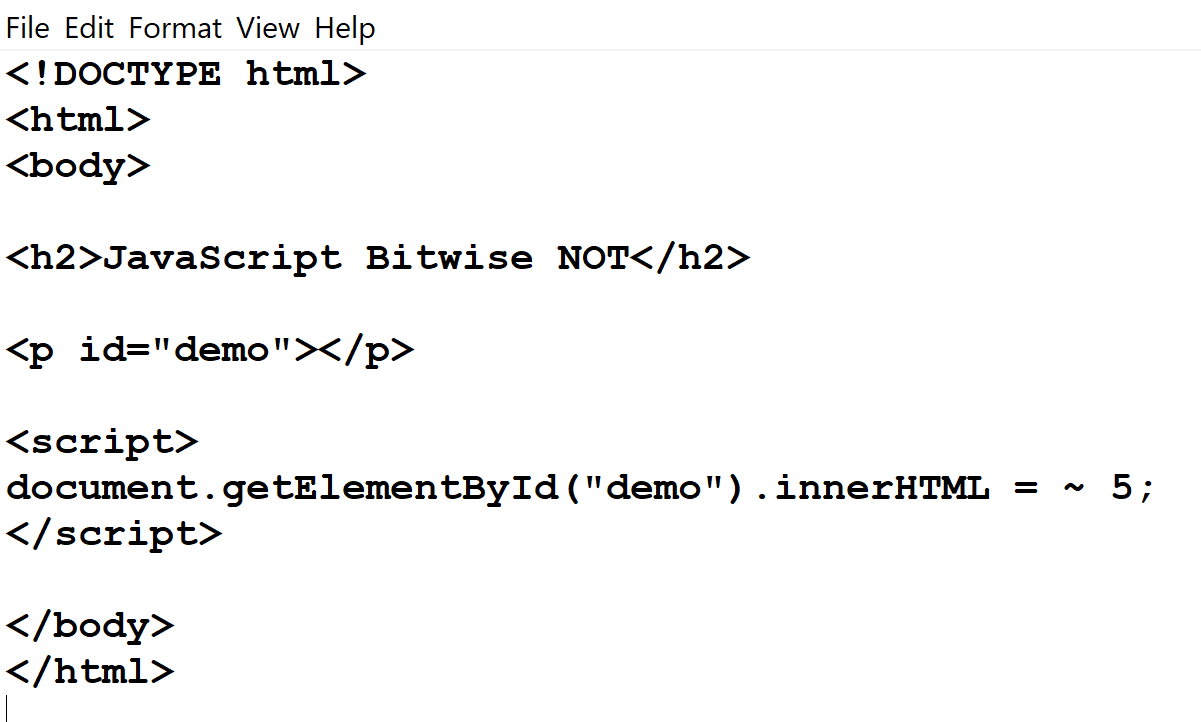 File Edit Format View Help
<!DOCTYPE html>
<html>
<body>
<h2>JavaScript Bitwise NOT</h2>
<p id="demo"></p>
<script>
document.getElementById("demo").innerHTML = ~ 5;
</script>
</body>
</html>